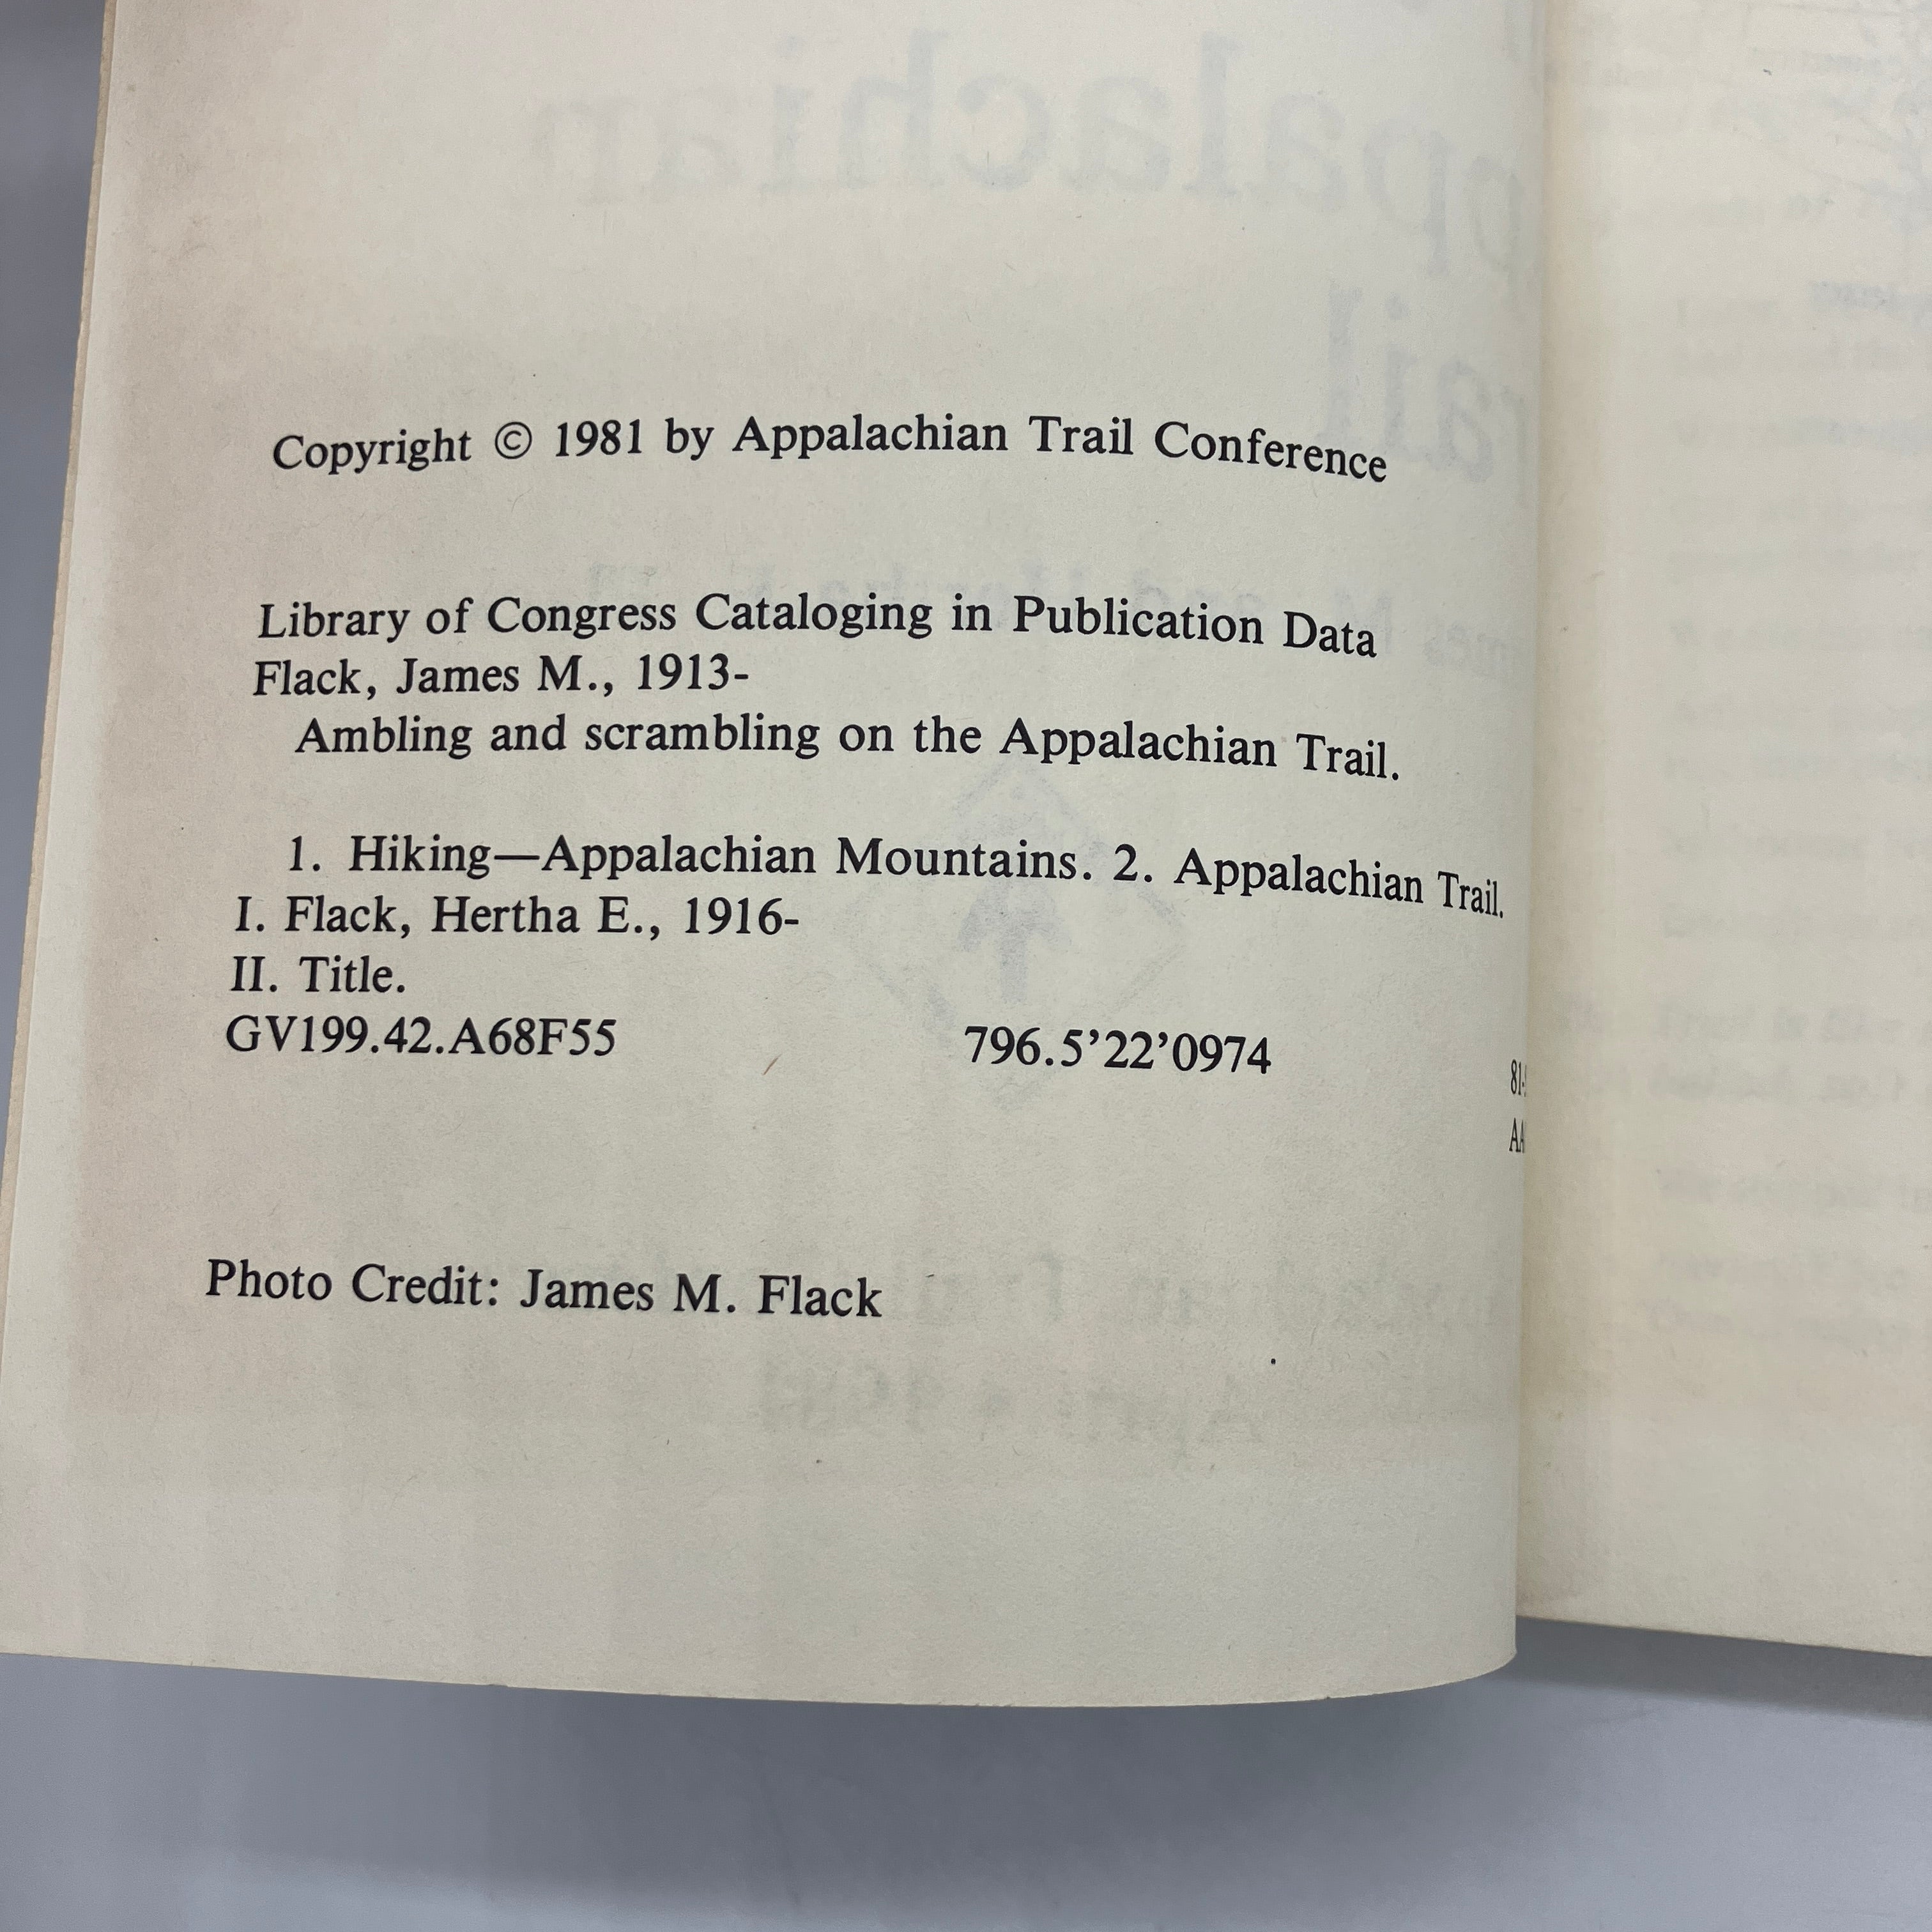 Copyright © 1981 by Appalachian Trail Conference
Library of Congress Cataloging in Publication Data
Flack, James M., 1913-
Ambling and scrambling on the Appalachian Trail.
1. Hiking—Appalachian Mountains. 2. Appalachian Trail.
I. Flack, Hertha E., 1916-
II. Title.
GV199.42.A68F55 796.5’22’0974 81-
AA
Photo Credit: James M. Flack